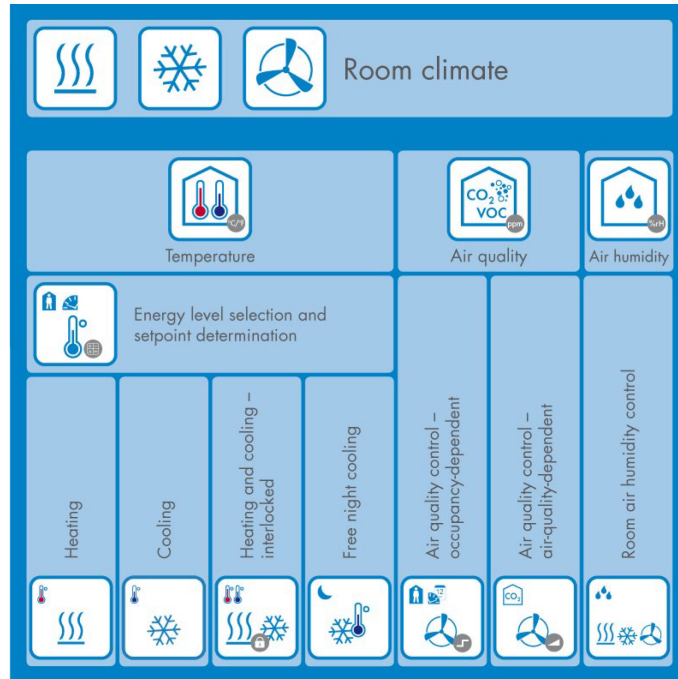 Room climate
°C/°F
CO₂
VOC
ppm
%rH
Temperature
Air quality
Air humidity
Energy level selection and
setpoint determination
Heating
Cooling
Heating and cooling –
interlocked
Free night cooling
Air quality control –
occupancy-dependent
Air quality control –
air-quality-dependent
Room air humidity control
12
CO₂